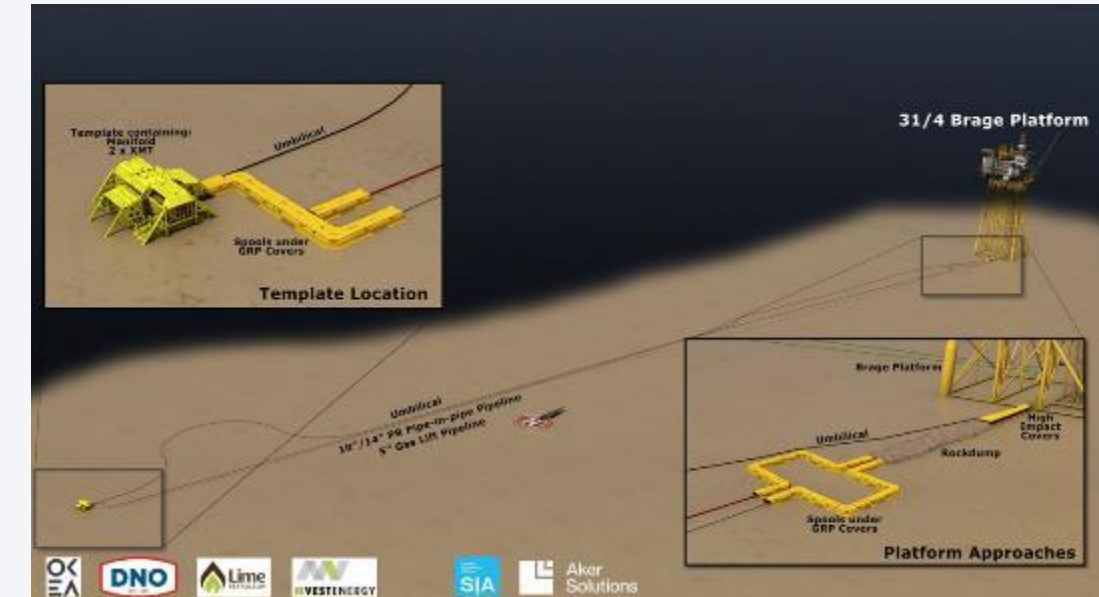 Template containing:
Manifold
2 x XMT
Umbilical
Spools under
GRP Covers
Template Location
31/4 Brage Platform
Umbilical
10"/14" PR Pipe-in-pipe Pipeline
5" Gas Lift Pipeline
Brage Platform
High
Impact
Covers
Umbilical
Rockdump
Spools under
GRP Covers
Platform Approaches
OKEA
DNO
Lime
PETROLEUM
M VESTENERGY
S|A
Aker
Solutions